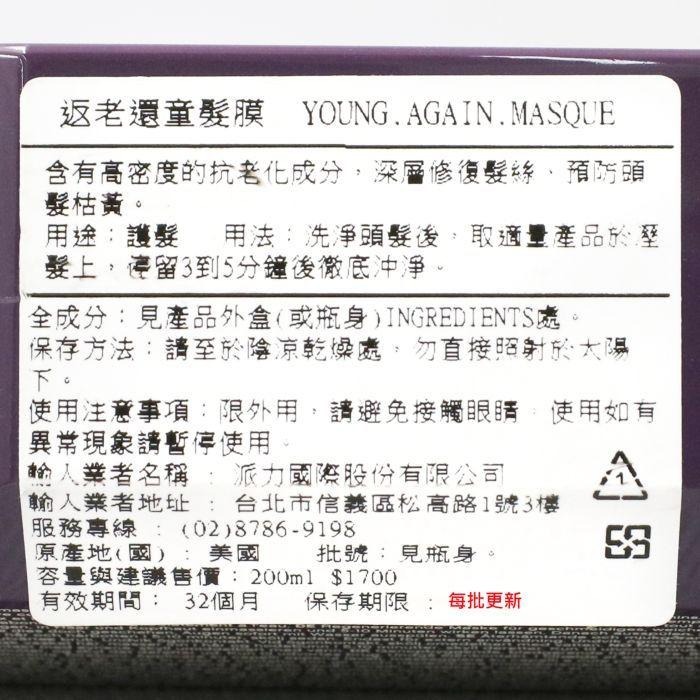 返老還童髮膜 YOUNG.AGAIN.MASQUE
含有高密度的抗老化成分，深層修復髮絲、預防頭
髮枯黃。
用途：護髮 用法：洗淨頭髮後，取適量產品於溼
髮上，停留3到5分鐘後徹底沖淨。
全成分：見產品外盒(或瓶身)INGREDIENTS處。
保存方法：請至於陰涼乾燥處，勿直接照射於太陽
下。
使用注意事項：限外用，請避免接觸眼睛，使用如有
異常現象請暫停使用。
輸入業者名稱 ： 派力國際股份有限公司
輸入業者地址 ： 台北市信義區松高路1號3樓
服務專線 ： (02)8786-9198
原產地(國) ： 美國 批號：見瓶身。
容量與建議售價：200ml $1700
有效期間： 32個月 保存期限 ：每批更新
1